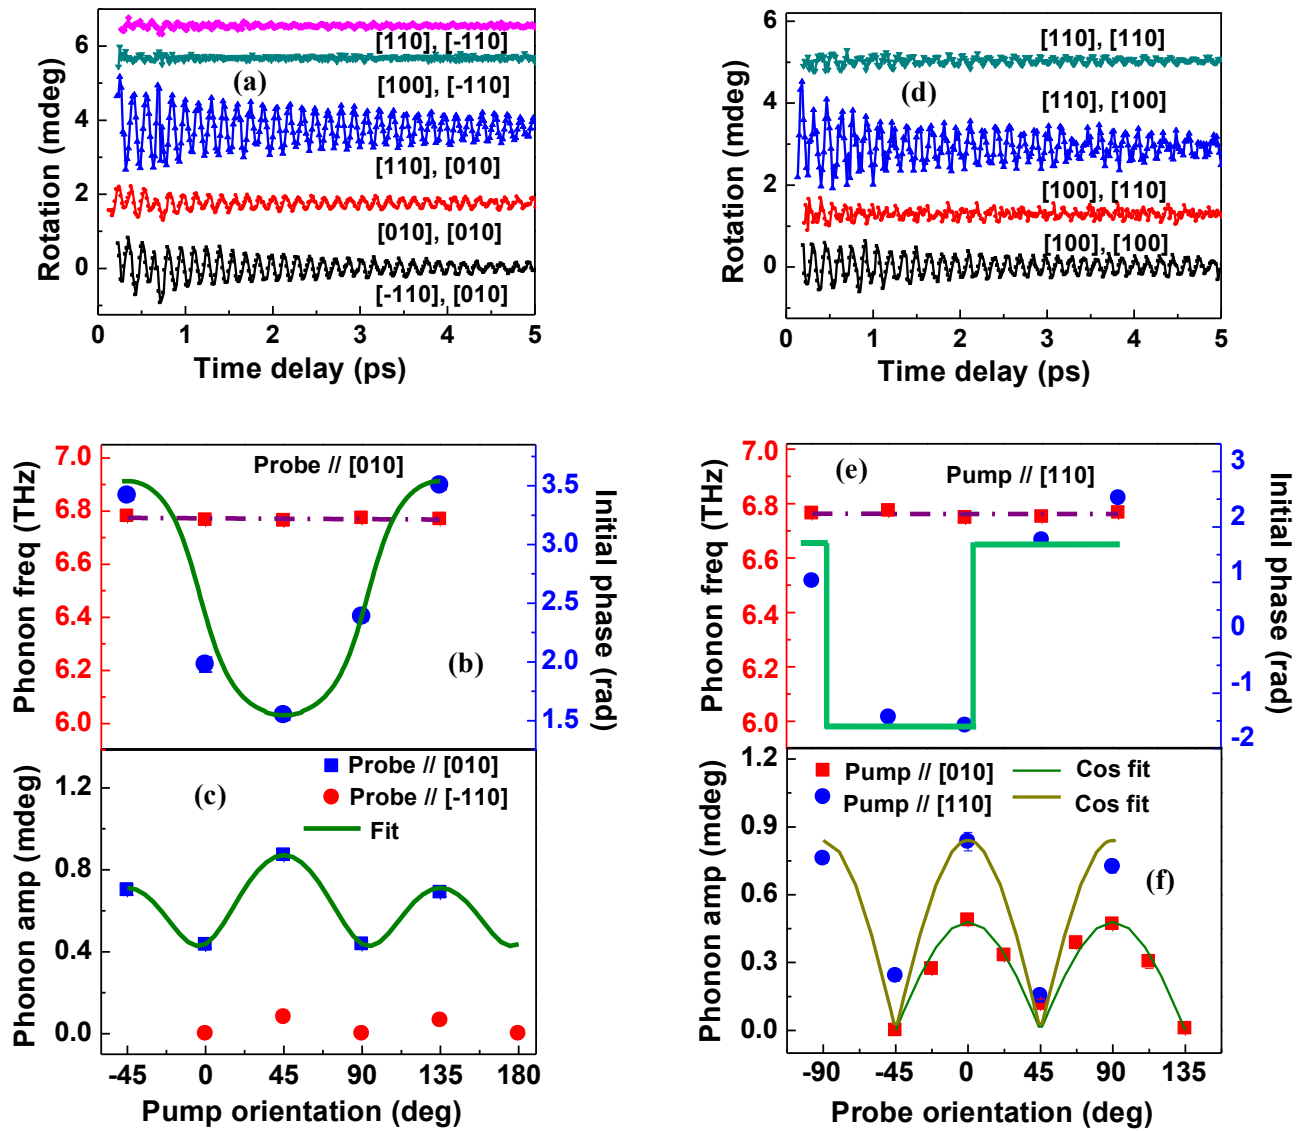 (a)
[110], [-110]
[100], [-110]
[110], [010]
[010], [010]
[-110], [010]
Rotation (mdeg)
6
4
2
0
0
1
2
3
4
5
Time delay (ps)
(d)
[110], [110]
[110], [100]
[100], [110]
[100], [100]
Rotation (mdeg)
6
4
2
0
0
1
2
3
4
5
Time delay (ps)
Probe // [010]
(b)
Phonon freq (THz)
7.0
6.8
6.6
6.4
6.2
6.0
Initial phase (rad)
3.5
3.0
2.5
2.0
1.5
(e)
Pump // [110]
Phonon freq (THz)
7.0
6.8
6.6
6.4
6.2
6.0
Initial phase (rad)
3
2
1
0
-1
-2
Probe // [010]
(c)
Probe // [-110]
Fit
Phonon amp (mdeg)
1.2
0.8
0.4
0.0
-45
0
45
90
135
180
Pump orientation (deg)
Pump // [010]
Cos fit
Pump // [110]
Cos fit
(f)
Phonon amp (mdeg)
1.2
0.9
0.6
0.3
0.0
-90
-45
0
45
90
135
Probe orientation (deg)